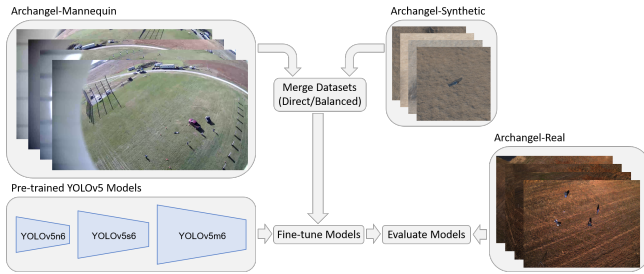 Archangel-Mannequin
Archangel-Synthetic
Merge Datasets
(Direct/Balanced)
Archangel-Real
Pre-trained YOLOv5 Models
YOLOv5n6
YOLOv5s6
YOLOv5m6
Fine-tune Models
Evaluate Models